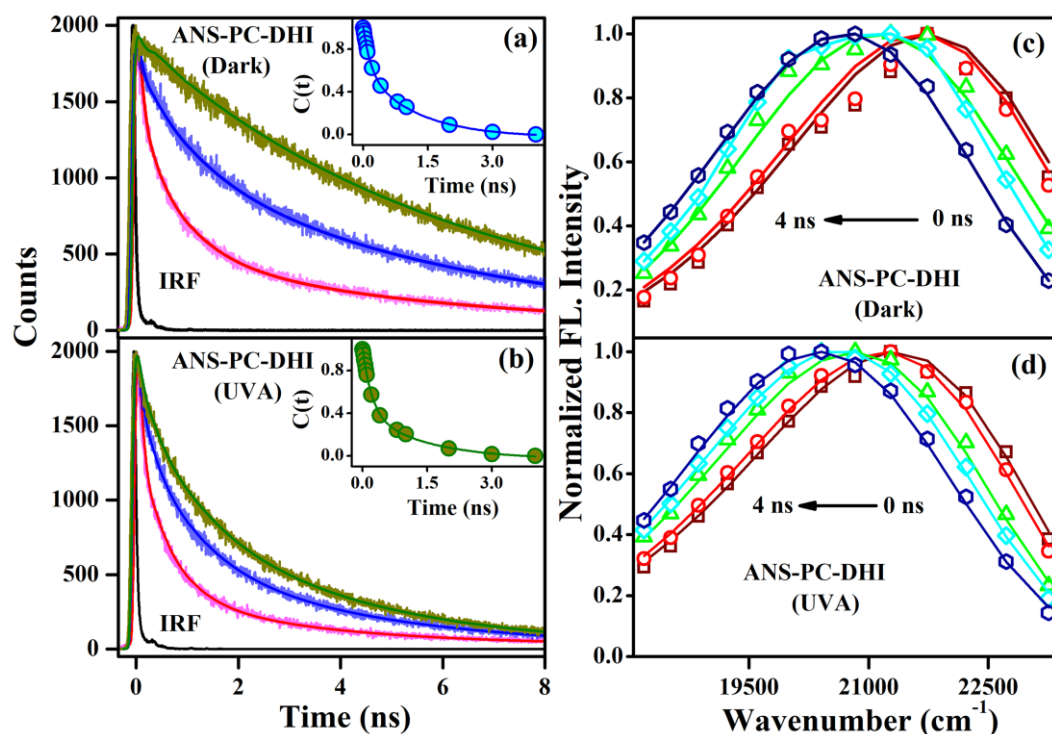 ANS-PC-DHI
(Dark)
(a)
C(t)
0.8
0.4
0.0
0.0 1.5 3.0
Time (ns)
IRF
2000
1500
1000
500
0
ANS-PC-DHI
(UVA)
(b)
C(t)
0.8
0.4
0.0
0.0 1.5 3.0
Time (ns)
IRF
2000
1500
1000
500
0
Counts
0 2 4 6 8
Time (ns)
(c)
1.0
0.8
0.6
0.4
0.2
4 ns 0 ns
ANS-PC-DHI
(Dark)
(d)
1.0
0.8
0.6
0.4
0.2
0.0
4 ns 0 ns
ANS-PC-DHI
(UVA)
Normalized FL. Intensity
19500 21000 22500
Wavenumber (cm⁻¹)